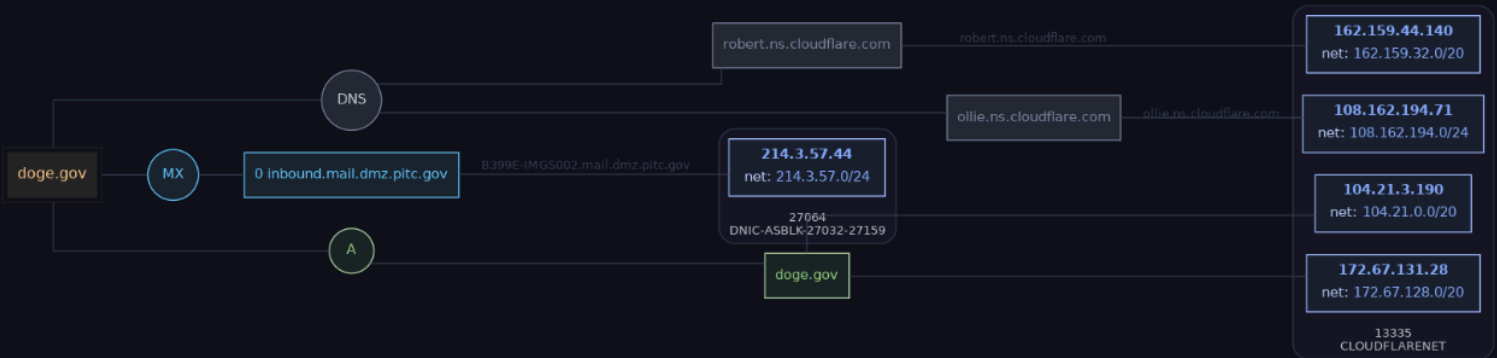 162.159.44.140
robert.ns.cloudflare.com
robert.ns.cloudflare.com
net: 162.159.32.0/20
DNS
108.162.194.71
ollie.ns.cloudflare.com
ollie.ns.cloudflare.com
net: 108.162.194.0/24
214.3.57.44
doge.gov
MX
0 inbound.mail.dmz.pitc.gov
B399E-IMGS002.mail.dmz.pitc.gov
net: 214.3.57.0/24
104.21.3.190
net: 104.21.0.0/20
27064
DNIC-ASBLK-27032-27159
A
doge.gov
172.67.131.28
net: 172.67.128.0/20
13335
CLOUDFLARENET